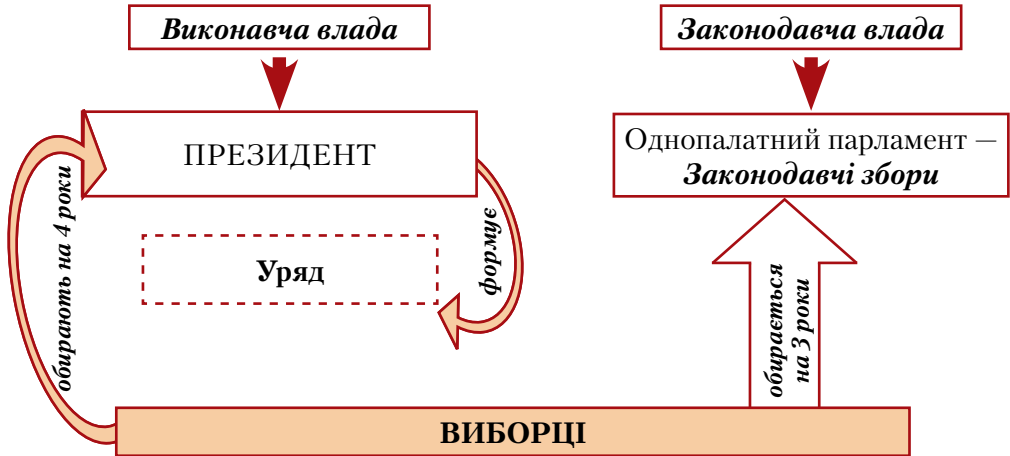 Виконавча влада
Законодавча влада
ПРЕЗИДЕНТ
Однопалатний парламент —
Законодавчі збори
обирають на 4 роки
формує
Уряд
обирається
на 3 роки
ВИБОРЦІ